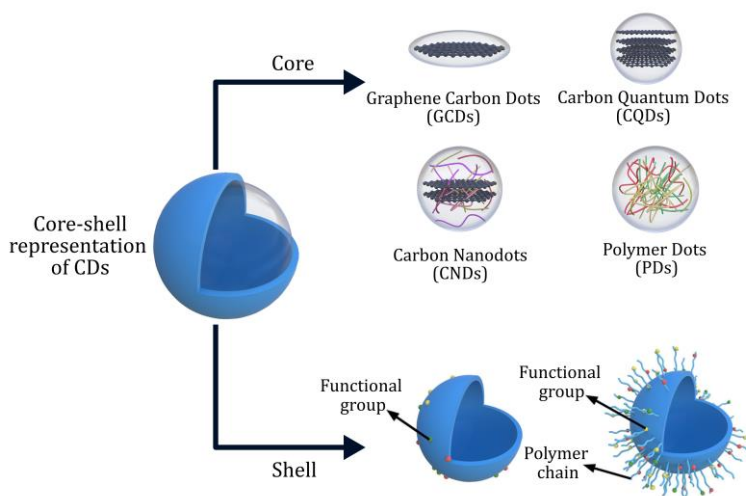 Core
Graphene Carbon Dots
(GCDs)
Carbon Quantum Dots
(CQDs)
Core-shell
representation
of CDs
Carbon Nanodots
(CNDs)
Polymer Dots
(PDs)
Functional
group
Functional
group
Polymer
chain
Shell